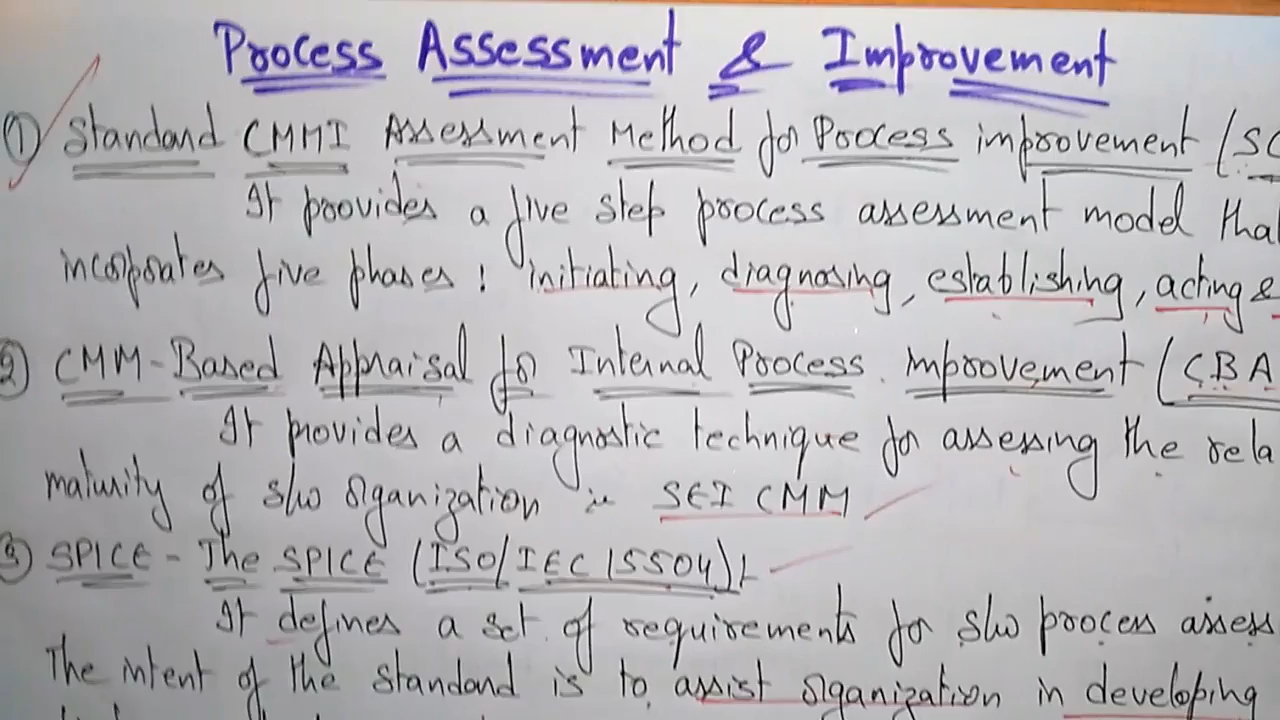 Process Assessment & Improvement
① Standard CMMI Assessment Method for Process improvement (SC
It provides a five step process assessment model tha
incorporates five phases : initiating, diagnosing, establishing, acting &
② CMM-Based Appraisal for Internal Process improvement (CBA
It provides a diagnostic technique for assessing the rela
maturity of s/w organization SEI CMM
③ SPICE - The SPICE (ISO/IEC 15504):-
It defines a set of requirements for s/w process assess
The intent of the standard is to assist organization in developing